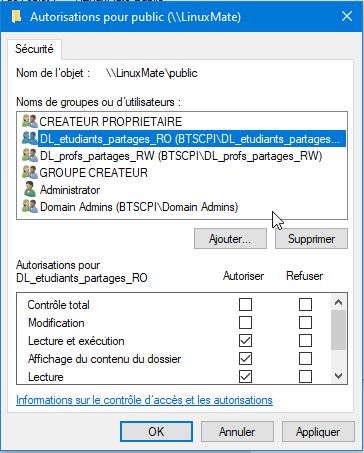 Autorisations pour public (\\LinuxMate)
Sécurité
Nom de l'objet : \\LinuxMate\public
Noms de groupes ou d'utilisateurs :
CREATEUR PROPRIETAIRE
DL_etudiants_partages_RO (BTSCPI\DL_etudiants_partages...
DL_profs_partages_RW (BTSCPI\DL_profs_partages_RW)
GROUPE CREATEUR
Administrator
Domain Admins (BTSCPI\Domain Admins)
Ajouter... Supprimer
Autorisations pour
DL_etudiants_partages_RO Autoriser Refuser
Contrôle total
Modification
Lecture et exécution
Affichage du contenu du dossier
Lecture
Informations sur le contrôle d'accès et les autorisations
OK Annuler Appliquer